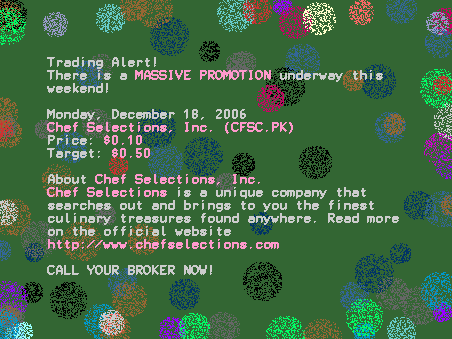 Trading Alert!
There is a MASSIVE PROMOTION underway this
weekend!
Monday, December 18, 2006
Chef Selections, Inc. (CFSC.PK)
Price: $0.10
Target: $0.50
About Chef Selections, Inc.
Chef Selections is a unique company that
searches out and brings to you the finest
culinary treasures found anywhere. Read more
on the official website
http://www.chefselections.com
CALL YOUR BROKER NOW!